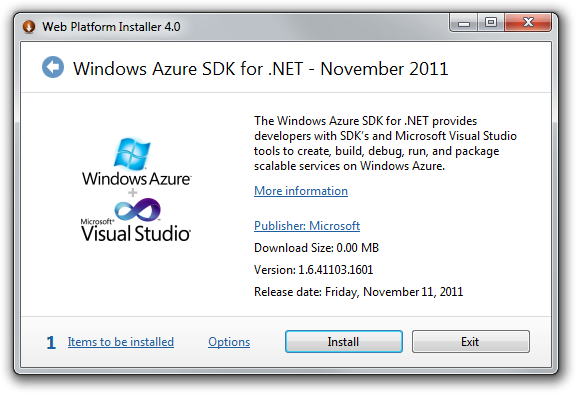 Web Platform Installer 4.0
Windows Azure SDK for .NET - November 2011
The Windows Azure SDK for .NET provides
developers with SDK's and Microsoft Visual Studio
tools to create, build, debug, run, and package
scalable services on Windows Azure.
More information
Windows Azure™
+
Microsoft®
Visual Studio®
Publisher: Microsoft
Download Size: 0.00 MB
Version: 1.6.41103.1601
Release date: Friday, November 11, 2011
1 Items to be installed Options Install Exit